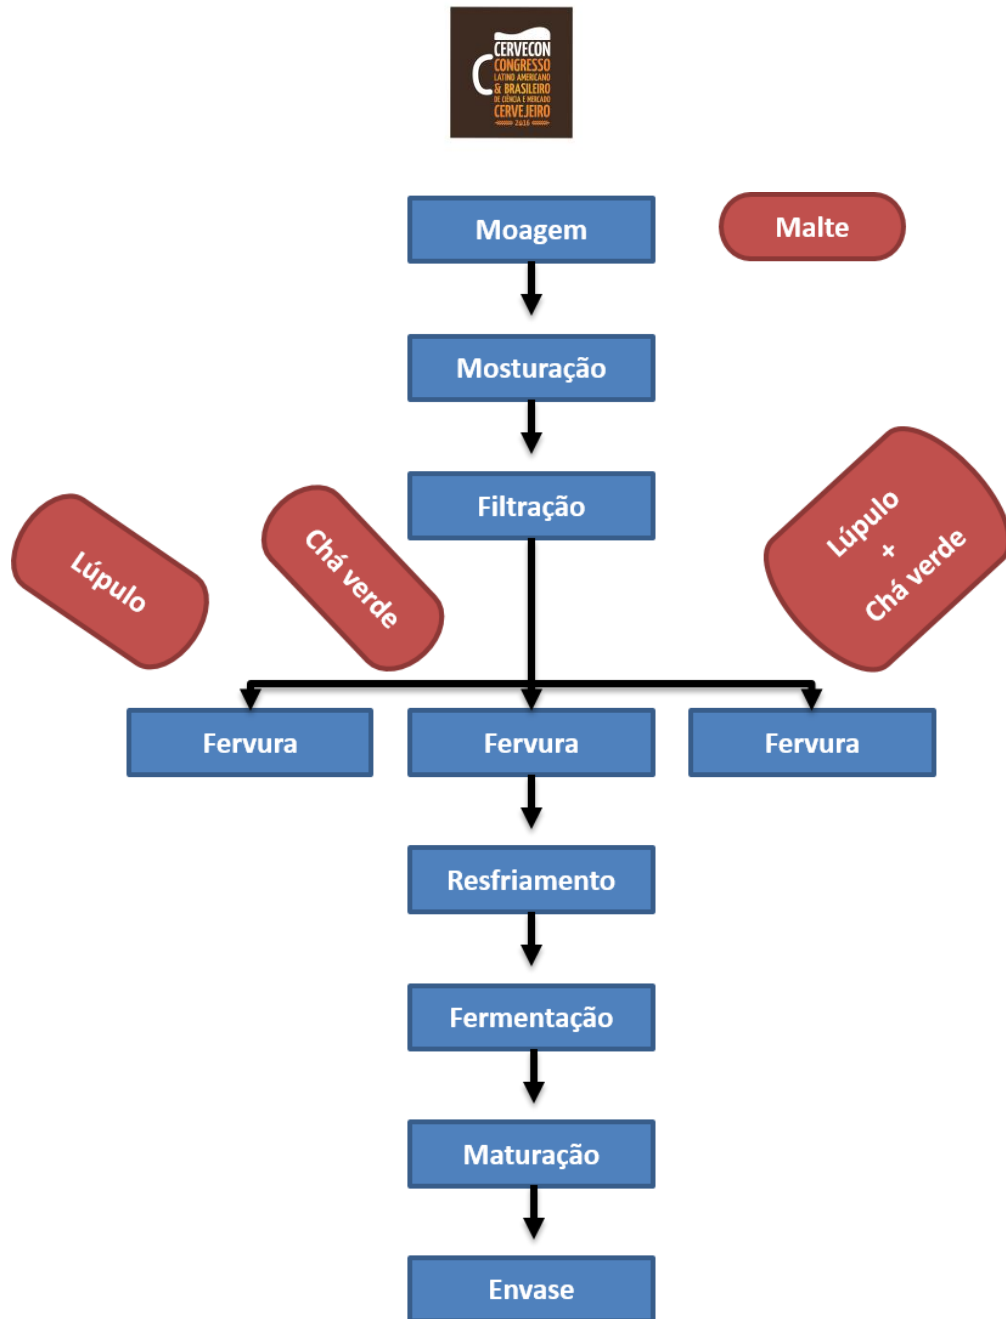 CERVECON
CONGRESSO
LATINO AMERICANO
& BRASILEIRO
DE CIÊNCIA E MERCADO
CERVEJEIRO
2016
Moagem
Malte
Mosturação
Filtração
Lúpulo
Chá verde
Lúpulo
+
Chá verde
Fervura
Fervura
Fervura
Resfriamento
Fermentação
Maturação
Envase